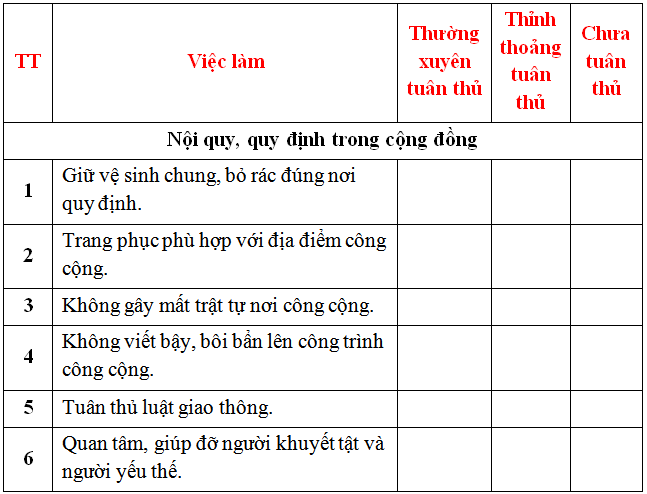 TT
Việc làm
Thường
xuyên
tuân thủ
Thỉnh
thoảng
tuân
thủ
Chưa
tuân
thủ
Nội quy, quy định trong cộng đồng
1
Giữ vệ sinh chung, bỏ rác đúng nơi
quy định.
2
Trang phục phù hợp với địa điểm công
cộng.
3
Không gây mất trật tự nơi công cộng.
4
Không viết bậy, bôi bẩn lên công trình
công cộng.
5
Tuân thủ luật giao thông.
6
Quan tâm, giúp đỡ người khuyết tật và
người yếu thế.